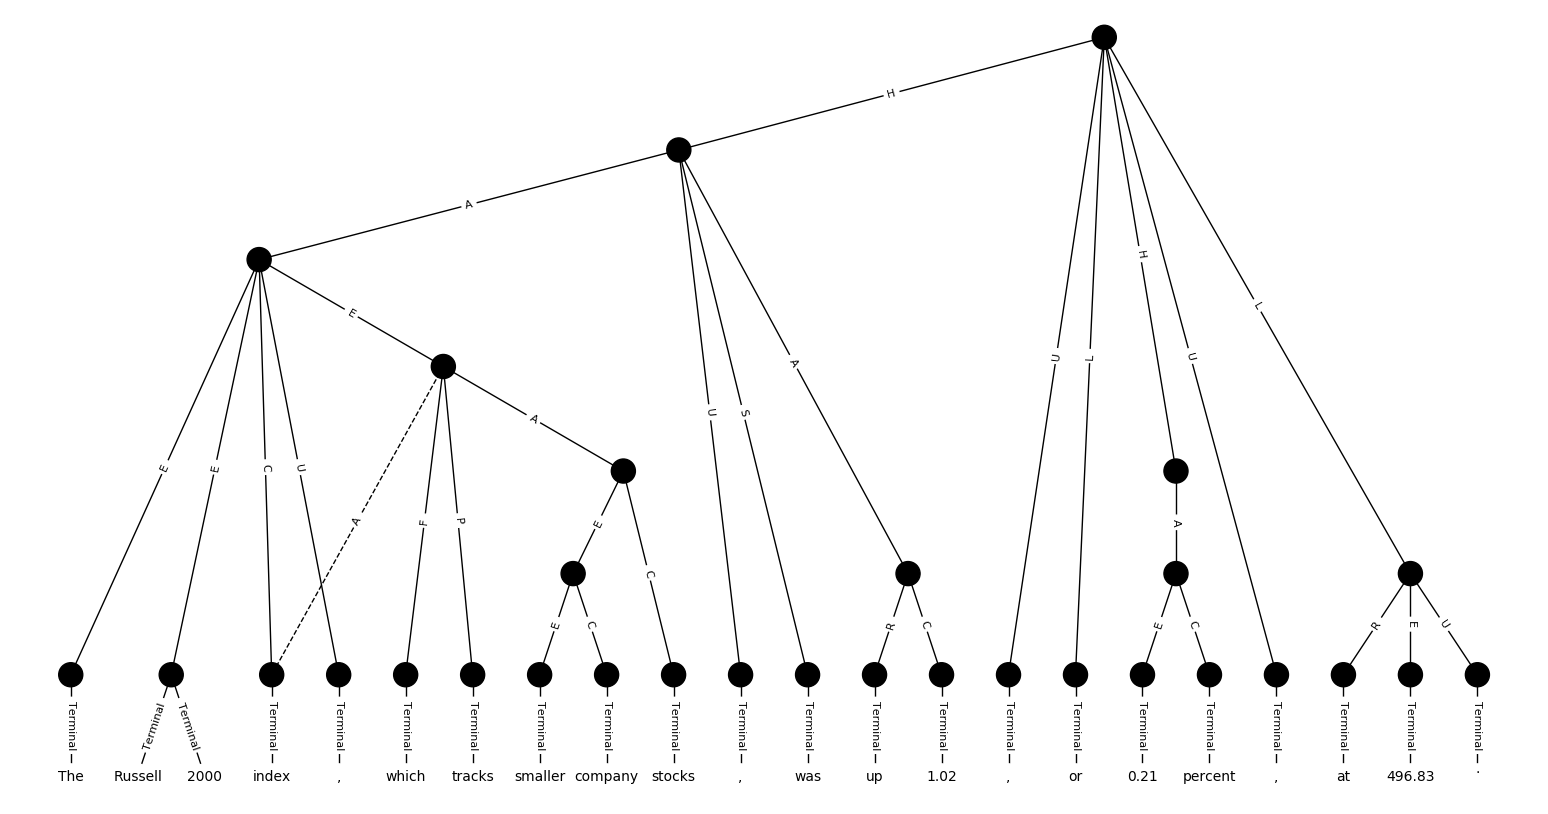 H
A
E
A
E E C U A F P E C U S A U L H U L
E C R C A E C R E U
Terminal Terminal Terminal Terminal Terminal Terminal Terminal Terminal Terminal Terminal Terminal Terminal Terminal Terminal Terminal Terminal Terminal Terminal Terminal Terminal Terminal Terminal
The Russell 2000 index , which tracks smaller company stocks , was up 1.02 , or 0.21 percent , at 496.83 .